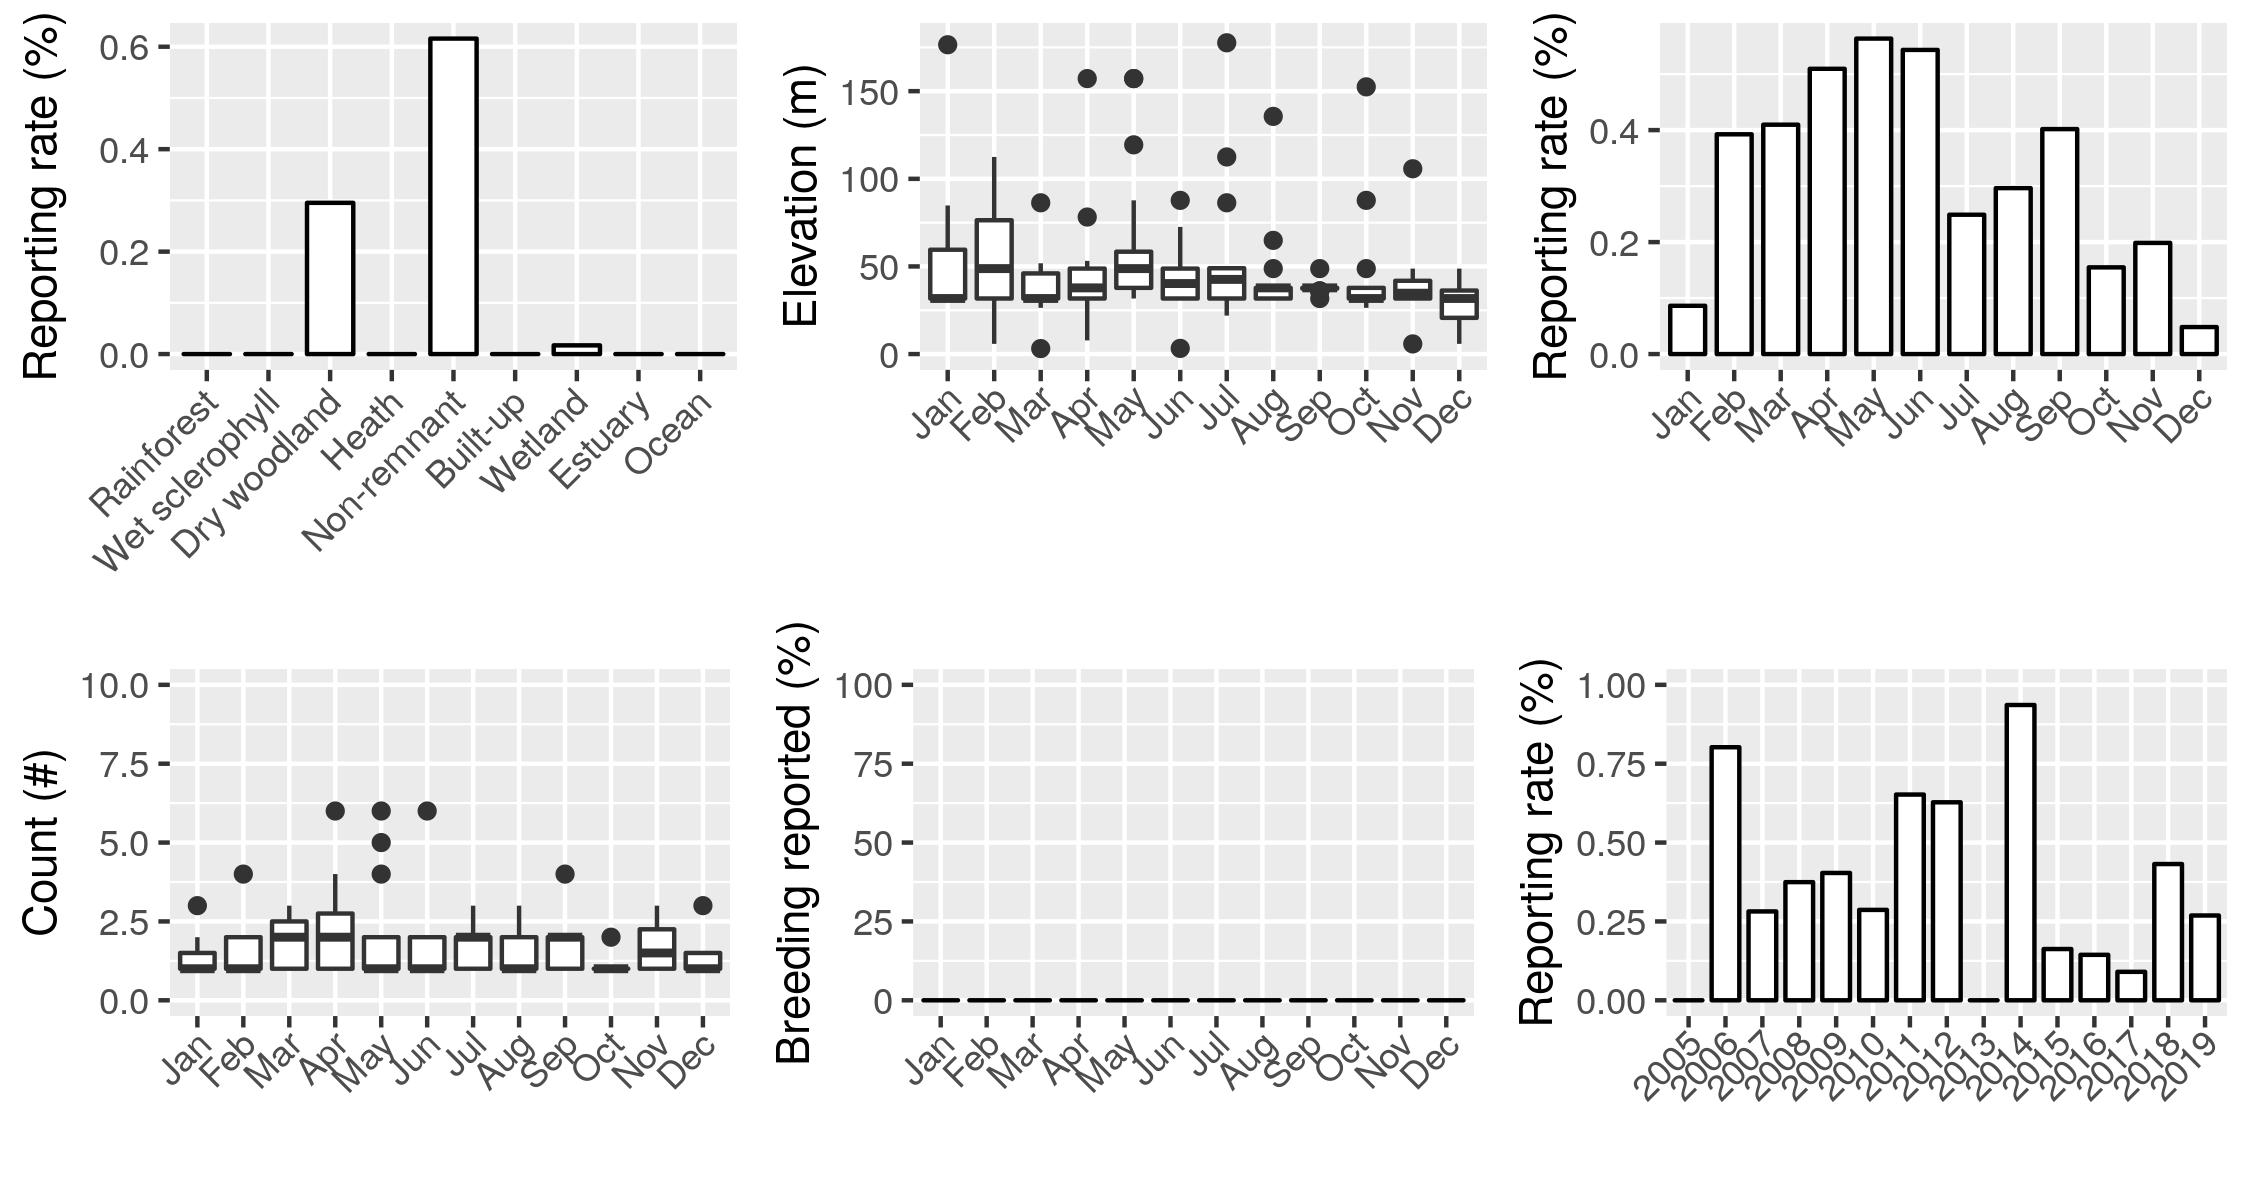 Reporting rate (%)
0.6
0.4
0.2
0.0
Rainforest
Wet sclerophyll
Dry woodland
Heath
Non-remnant
Built-up
Wetland
Estuary
Ocean
Elevation (m)
150
100
50
0
Jan
Feb
Mar
Apr
May
Jun
Jul
Aug
Sep
Oct
Nov
Dec
Reporting rate (%)
0.4
0.2
0.0
Jan
Feb
Mar
Apr
May
Jun
Jul
Aug
Sep
Oct
Nov
Dec
Count (#)
10.0
7.5
5.0
2.5
0.0
Jan
Feb
Mar
Apr
May
Jun
Jul
Aug
Sep
Oct
Nov
Dec
Breeding reported (%)
100
75
50
25
0
Jan
Feb
Mar
Apr
May
Jun
Jul
Aug
Sep
Oct
Nov
Dec
Reporting rate (%)
1.00
0.75
0.50
0.25
0.00
2005
2006
2007
2008
2009
2010
2011
2012
2013
2014
2015
2016
2017
2018
2019